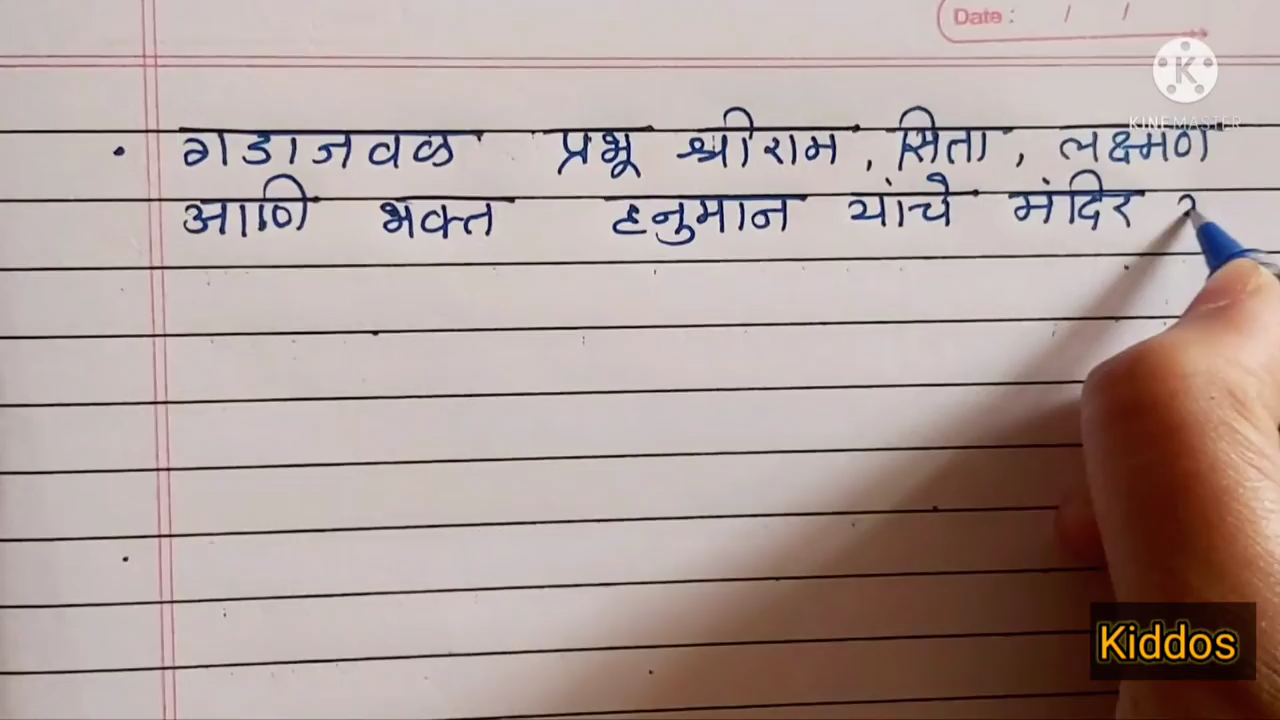 Date : / /
KINEMASTER
गडाजवळ प्रभू श्रीराम, सिता, लक्ष्मण
आणि भक्त हनुमान यांचे मंदिर
Kiddos